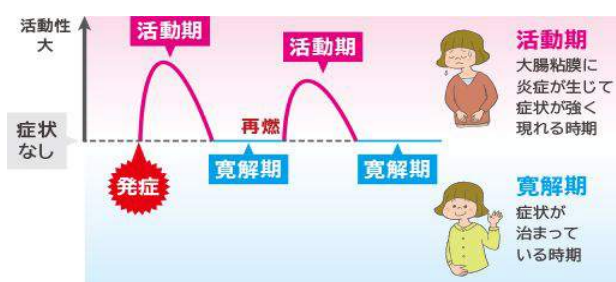 活動性
大
活動期
活動期
症状
なし
再燃
発症
寛解期
寛解期
活動期
大腸粘膜に
炎症が生じて
症状が強く
現れる時期
寛解期
症状が
治まって
いる時期